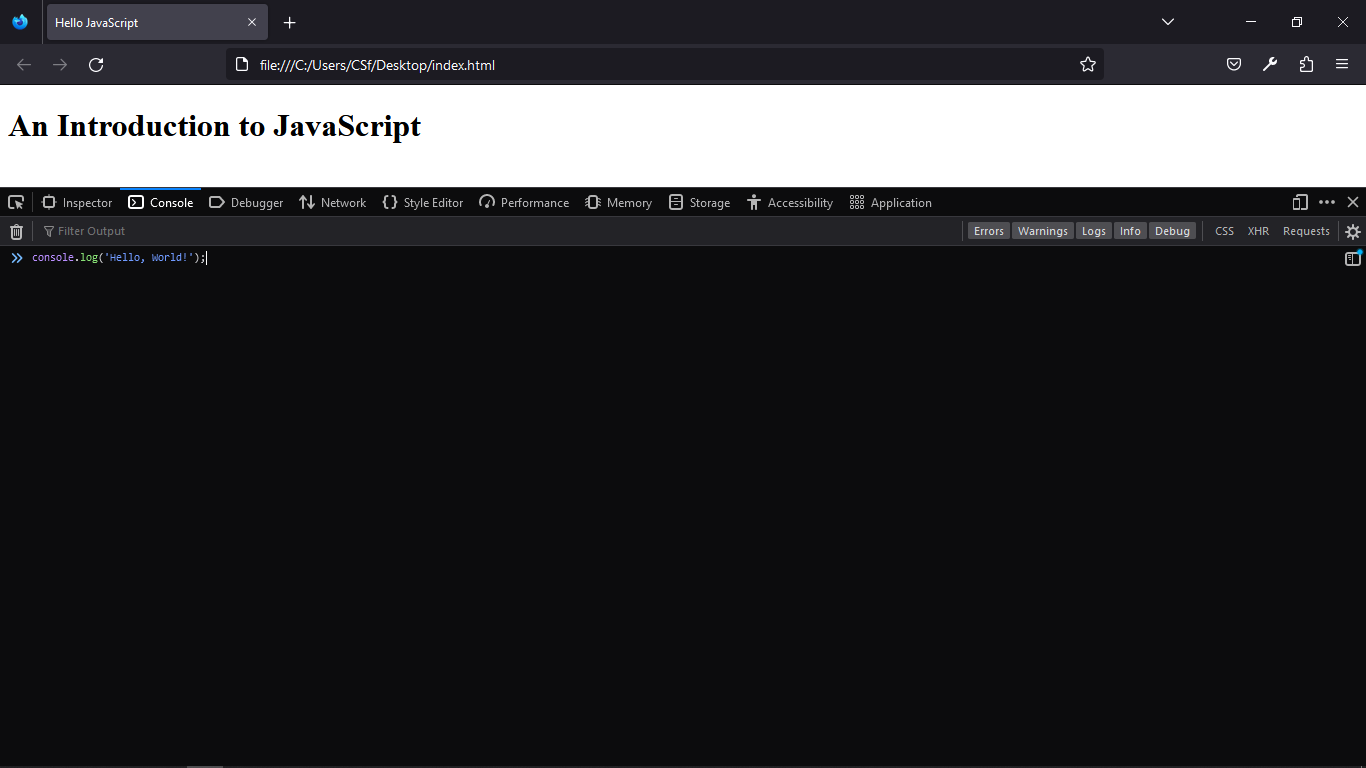 Hello JavaScript
file:///C:/Users/CSf/Desktop/index.html
An Introduction to JavaScript
Inspector Console Debugger Network Style Editor Performance Memory Storage Accessibility Application
Filter Output Errors Warnings Logs Info Debug CSS XHR Requests
console.log('Hello, World!');